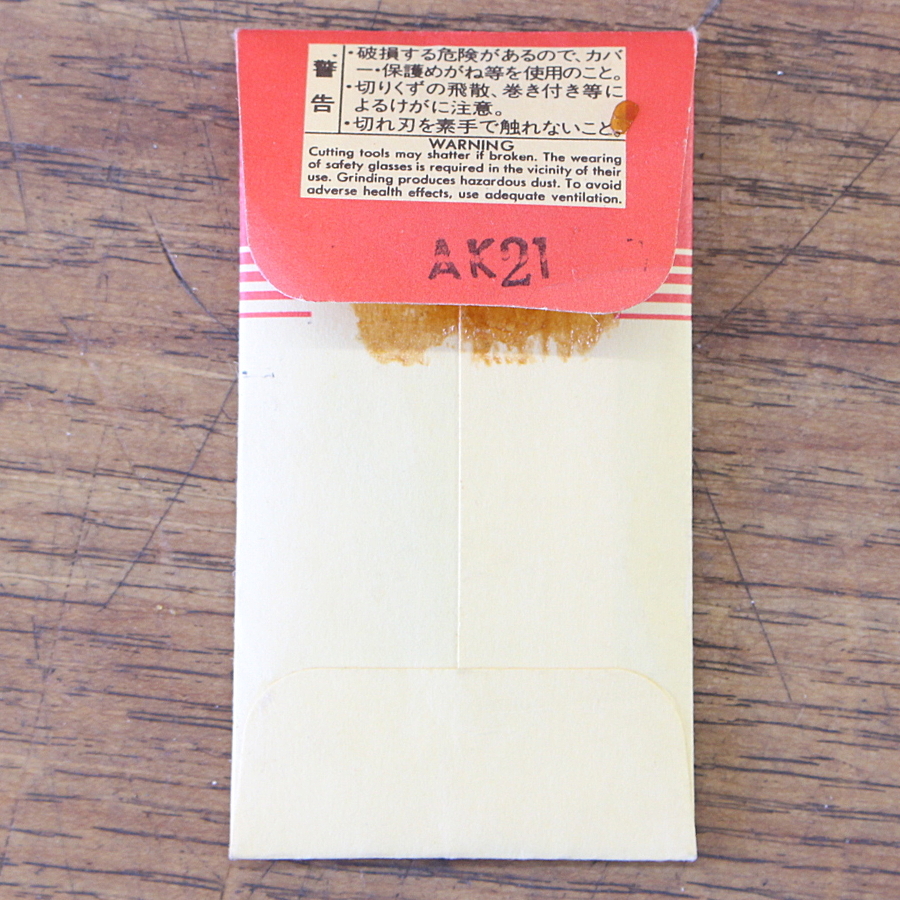 警告
・破損する危険があるので、カバ
ー・保護めがね等を使用のこと。
・切りくずの飛散、巻き付き等に
よるけがに注意。
・切れ刃を素手で触れないこと。
WARNING
Cutting tools may shatter if broken. The wearing
of safety glasses is required in the vicinity of their
use. Grinding produces hazardous dust. To avoid
adverse health effects, use adequate ventilation.
AK21